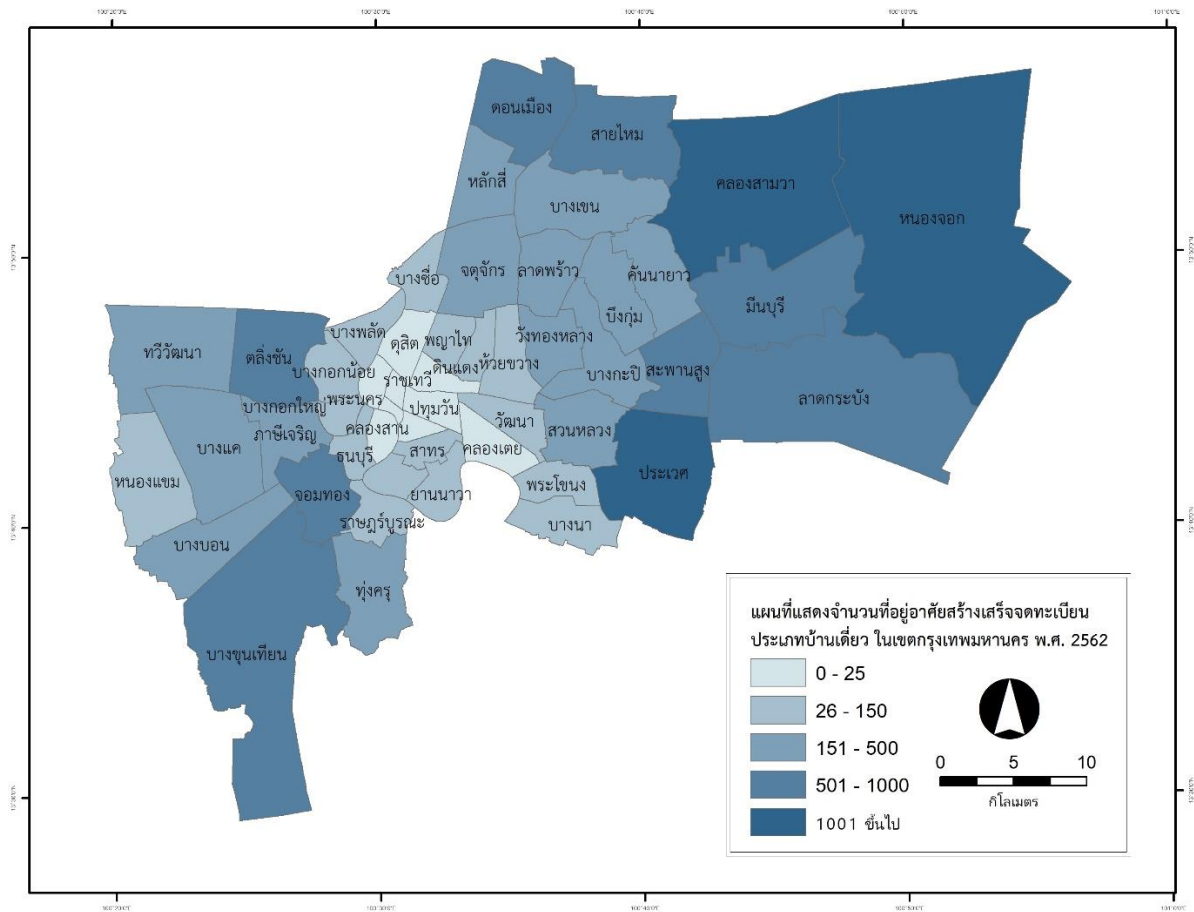 ดอนเมือง
สายไหม
หลักสี่
คลองสามวา
บางเขน
หนองจอก
บางซื่อ
จตุจักร
ลาดพร้าว
คันนายาว
มีนบุรี
บึงกุ่ม
บางพลัด
ดุสิต
พญาไท
วังทองหลาง
ทวีวัฒนา
ตลิ่งชัน
บางกอกน้อย
ดินแดง
ห้วยขวาง
บางกะปิ
สะพานสูง
ราชเทวี
ลาดกระบัง
บางกอกใหญ่
พระนคร
ปทุมวัน
วัฒนา
สวนหลวง
ภาษีเจริญ
คลองสาน
บางแค
ธนบุรี
สาทร
คลองเตย
หนองแขม
ประเวศ
จอมทอง
ยานนาวา
พระโขนง
ราษฎร์บูรณะ
บางนา
บางบอน
ทุ่งครุ
บางขุนเทียน
แผนที่แสดงจำนวนที่อยู่อาศัยสร้างเสร็จจดทะเบียน
ประเภทบ้านเดี่ยว ในเขตกรุงเทพมหานคร พ.ศ. 2562
0 - 25
26 - 150
151 - 500
501 - 1000
1001 ขึ้นไป
0 5 10
กิโลเมตร